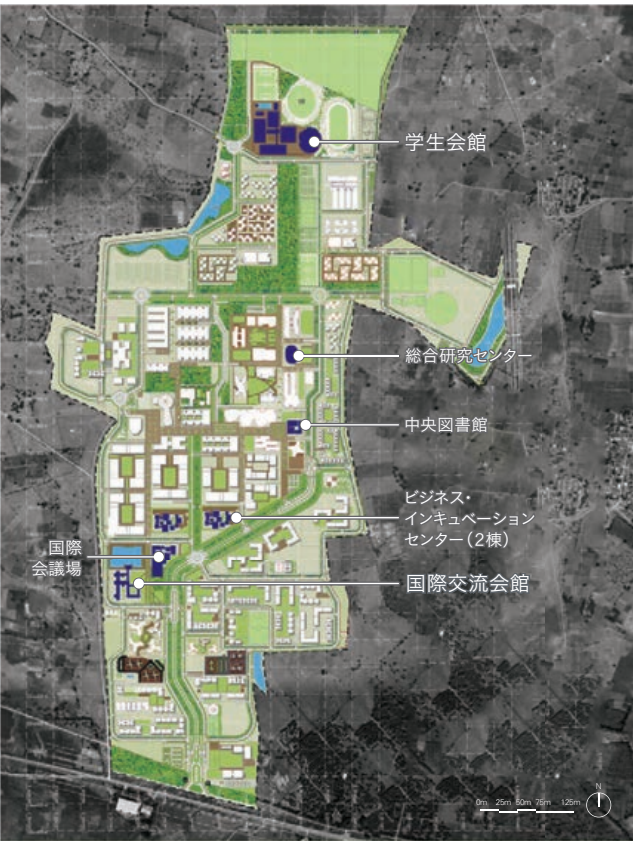 学生会館
総合研究センター
中央図書館
ビジネス・
インキュベーション
センター（2棟）
国際
会議場
国際交流会館
N
0m 25m 50m 75m 125m